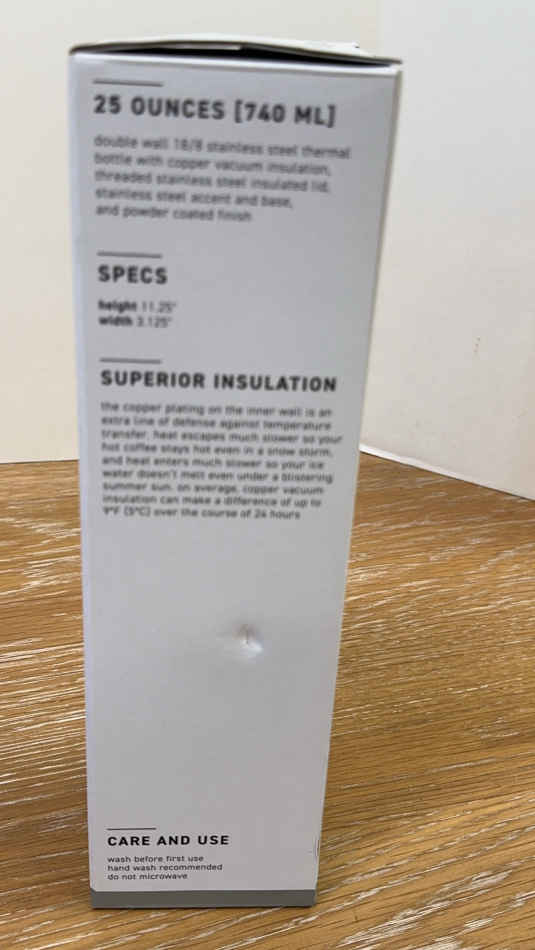 25 OUNCES [740 ML]
double wall 18/8 stainless steel thermal
bottle with copper vacuum insulation,
threaded stainless steel insulated lid,
stainless steel accent and base,
and powder coated finish
SPECS
height 11.25"
width 3.125"
SUPERIOR INSULATION
the copper plating on the inner wall is an
extra line of defense against temperature
transfer. heat escapes much slower so your
hot coffee stays hot even in a snow storm,
and heat enters much slower so your ice
water doesn't melt even under a blistering
summer sun. on average, copper vacuum
insulation can make a difference of up to
9°F (5°C) over the course of 24 hours
CARE AND USE
wash before first use
hand wash recommended
do not microwave